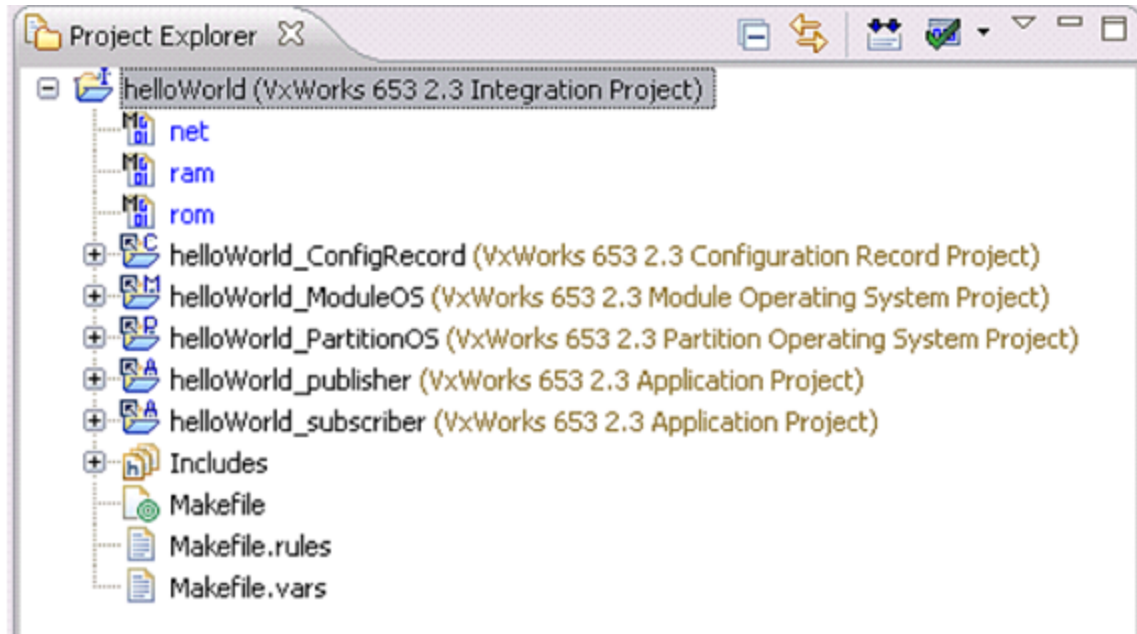 Project Explorer
helloWorld (VxWorks 653 2.3 Integration Project)
net
ram
rom
helloWorld_ConfigRecord (VxWorks 653 2.3 Configuration Record Project)
helloWorld_ModuleOS (VxWorks 653 2.3 Module Operating System Project)
helloWorld_PartitionOS (VxWorks 653 2.3 Partition Operating System Project)
helloWorld_publisher (VxWorks 653 2.3 Application Project)
helloWorld_subscriber (VxWorks 653 2.3 Application Project)
Includes
Makefile
Makefile.rules
Makefile.vars